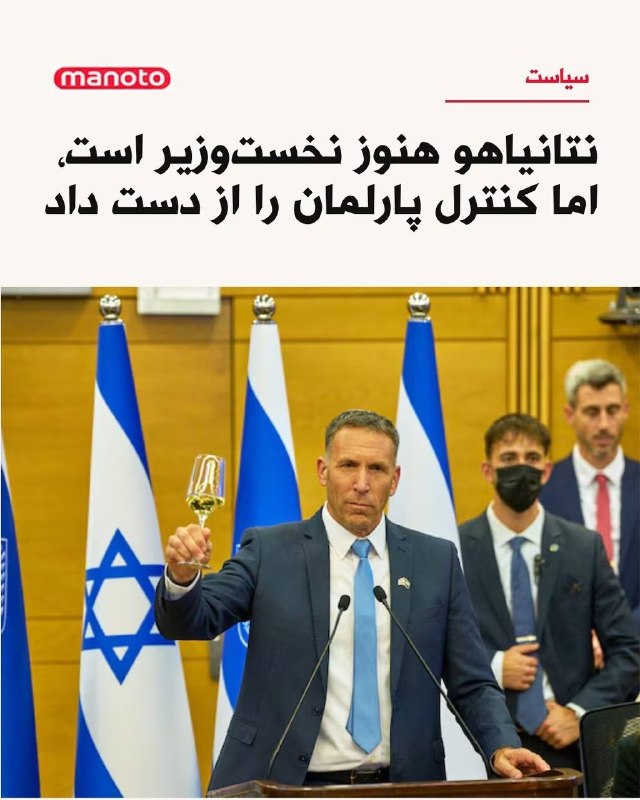 manoto
سیاست
نتانیاهو هنوز نخست‌وزیر است،
اما کنترل پارلمان را از دست داد